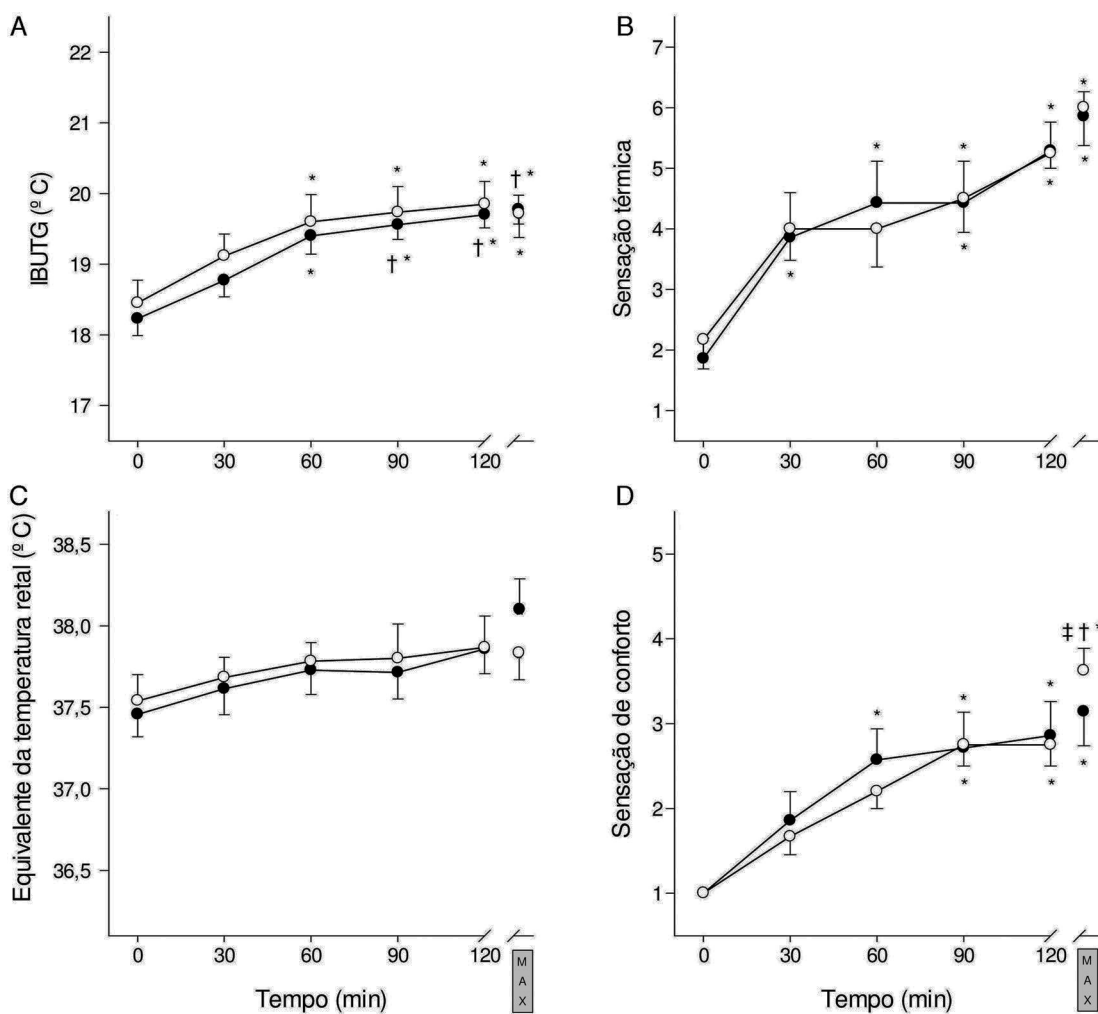 A
IBUTG (º C)
22
21
20
19
18
17
* * * †*
* †* †* *
0 30 60 90 120
B
Sensação térmica
7
6
5
4
3
2
1
* * * *
* * * *
0 30 60 90 120
C
Equivalente da temperatura retal (º C)
38,5
38,0
37,5
37,0
36,5
0 30 60 90 120
MAX
Tempo (min)
D
Sensação de conforto
5
4
3
2
1
* * * ‡†*
* * *
0 30 60 90 120
MAX
Tempo (min)